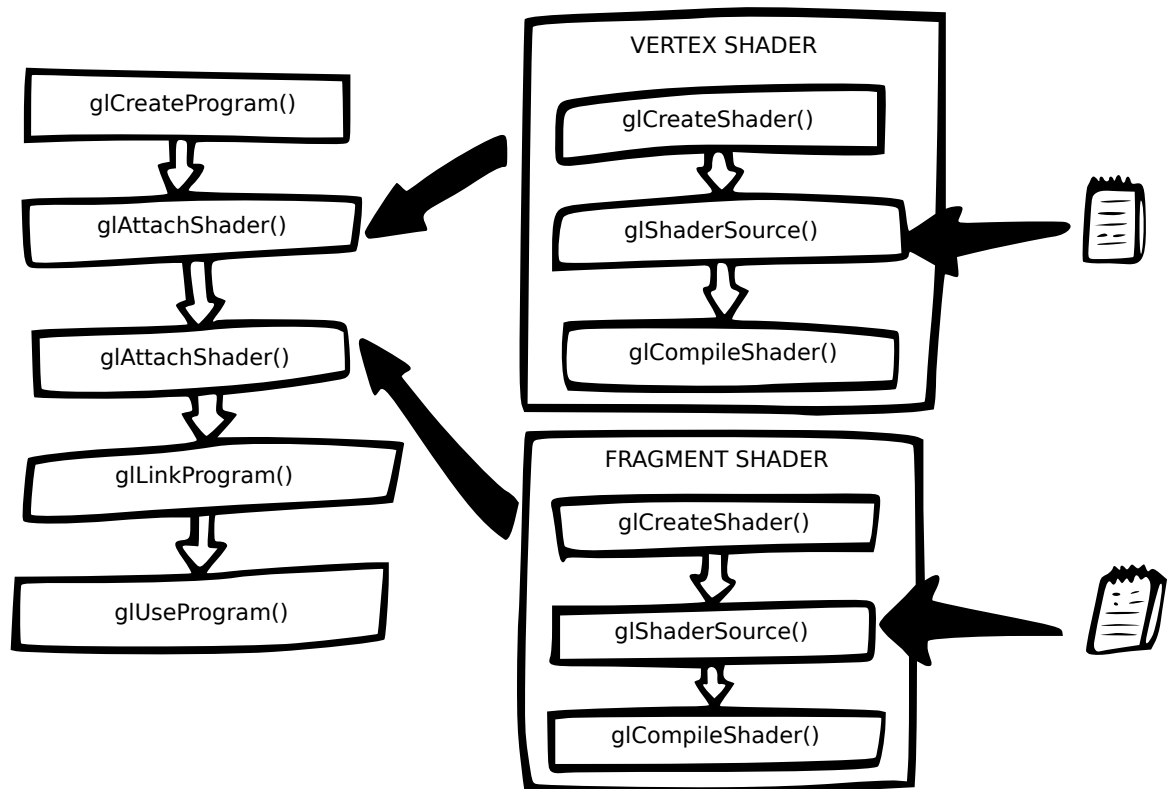 glCreateProgram()
glAttachShader()
glAttachShader()
glLinkProgram()
glUseProgram()
VERTEX SHADER
glCreateShader()
glShaderSource()
glCompileShader()
FRAGMENT SHADER
glCreateShader()
glShaderSource()
glCompileShader()